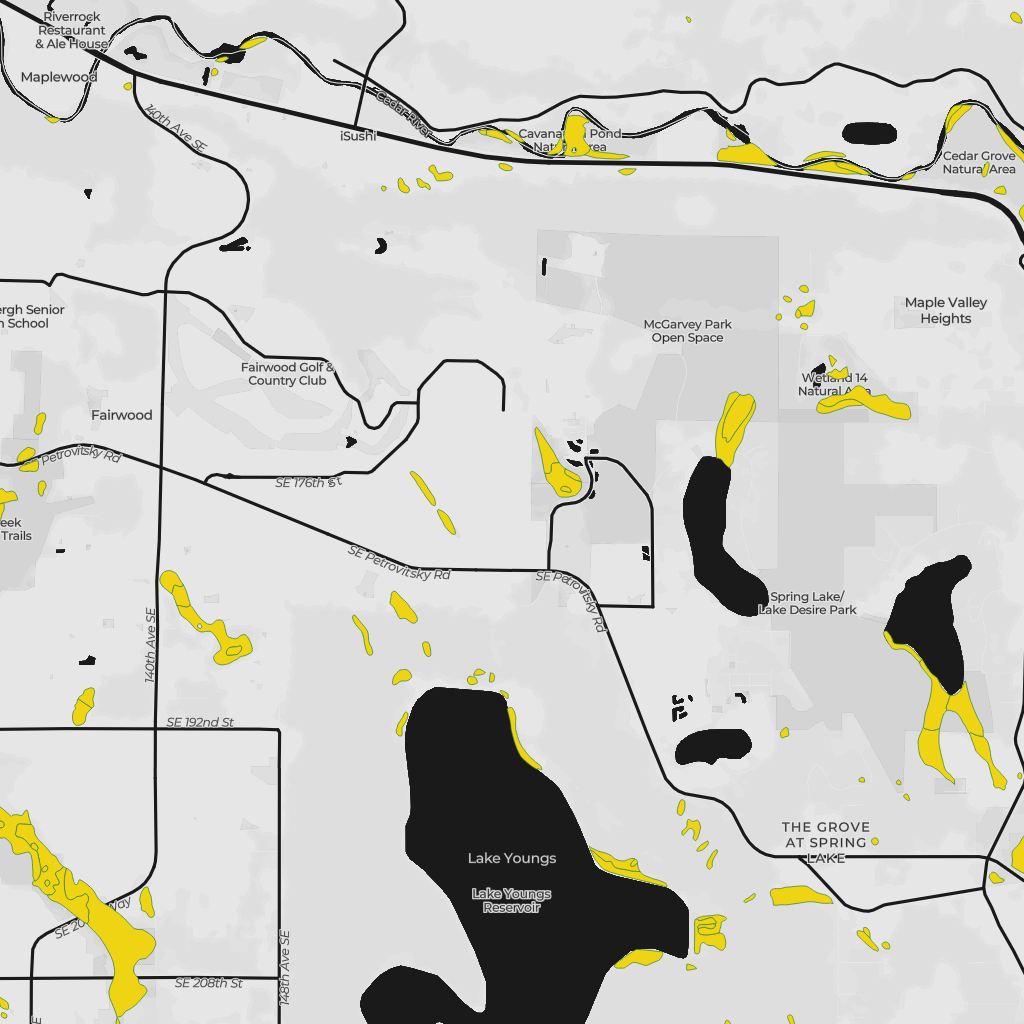 Riverrock
Restaurant
& Ale House
Maplewood
140th Ave SE
Cedar River
iSushi
Cavana Pond
Natu Area
Cedar Grove
Natural Area
ergh Senior
h School
McGarvey Park
Open Space
Maple Valley
Heights
Fairwood Golf &
Country Club
Wetland 14
Natural Area
Fairwood
Petrovitsky Rd
SE 176th St
eek
Trails
SE Petrovitsky Rd
SE Petrovitsky Rd
Spring Lake/
Lake Desire Park
140th Ave SE
SE 192nd St
THE GROVE
AT SPRING
LAKE
Lake Youngs
Lake Youngs
Reservoir
SE 20 Way
148th Ave SE
SE 208th St
E